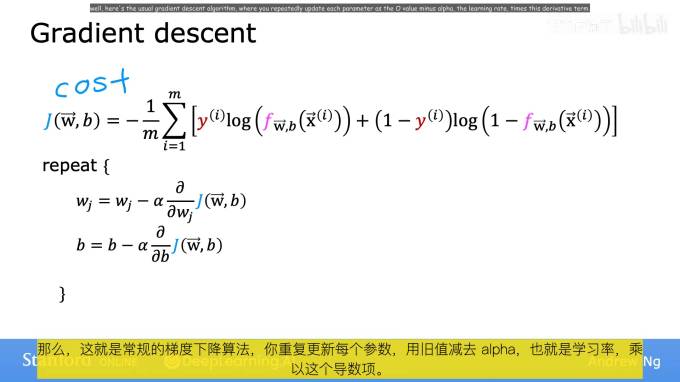 well, here's the usual gradient descent algorithm, where you repeatedly update each parameter as the O value minus alpha, the learning rate, times this derivative term.
Gradient descent
bilibili
cost
J(w⃗,b) = −1/m ∑_{i=1}^{m} [y^{(i)}log(f_{w⃗,b}(x⃗^{(i)})) + (1 − y^{(i)})log(1 − f_{w⃗,b}(x⃗^{(i)}))]
repeat {
w_j = w_j − α ∂/∂w_j J(w⃗,b)
b = b − α ∂/∂b J(w⃗,b)
}
Stanford ONLINE DeepLearning.AI Andrew Ng
那么，这就是常规的梯度下降算法，你重复更新每个参数，用旧值减去 alpha，也就是学习率，乘
以这个导数项。